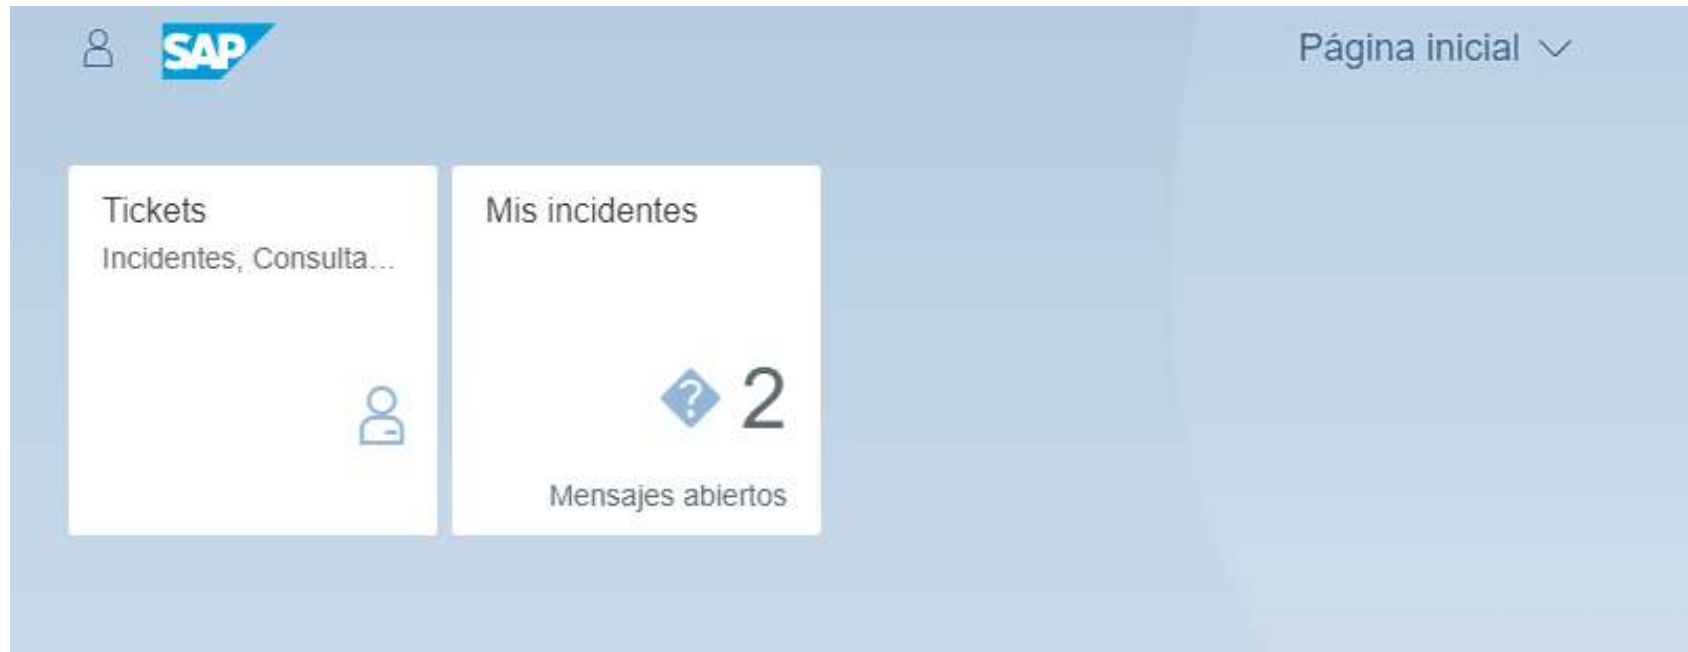 SAP
Página inicial
Tickets
Incidentes, Consulta...
Mis incidentes
2
Mensajes abiertos